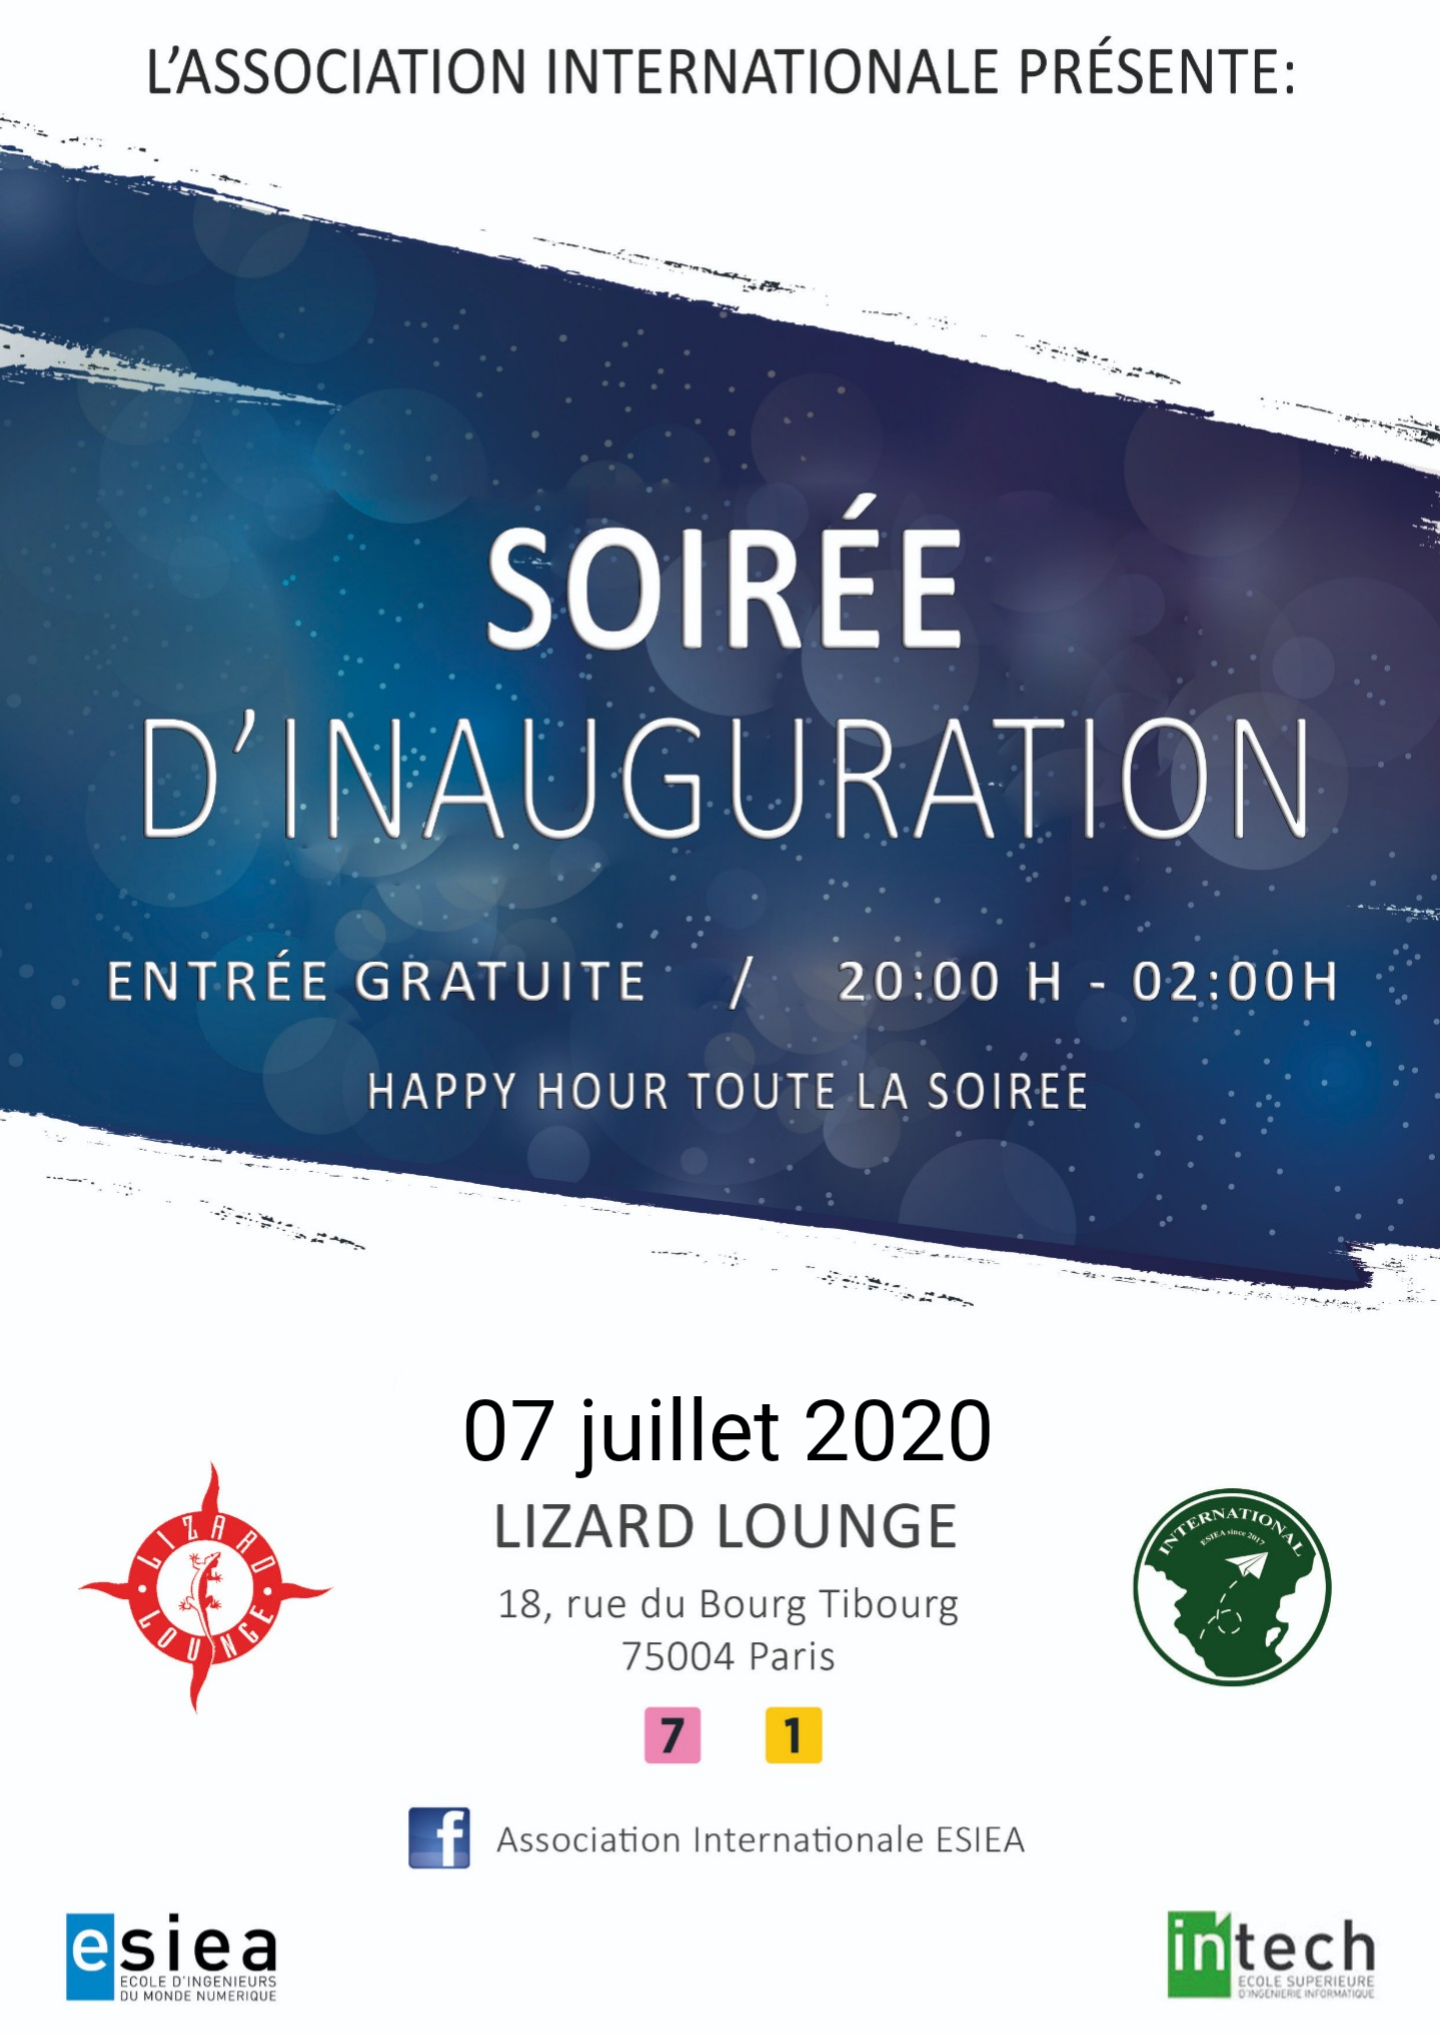 L'ASSOCIATION INTERNATIONALE PRÉSENTE:
SOIRÉE
D'INAUGURATION
ENTRÉE GRATUITE / 20:00 H - 02:00H
HAPPY HOUR TOUTE LA SOIREE
07 juillet 2020
LIZARD LOUNGE
18, rue du Bourg Tibourg
75004 Paris
7 1
LIZARD
LOUNGE
INTERNATIONAL
ESIEA since 2017
f Association Internationale ESIEA
esiea
ECOLE D'INGENIEURS
DU MONDE NUMERIQUE
intech
ECOLE SUPERIEURE
D'INGENIERIE INFORMATIQUE